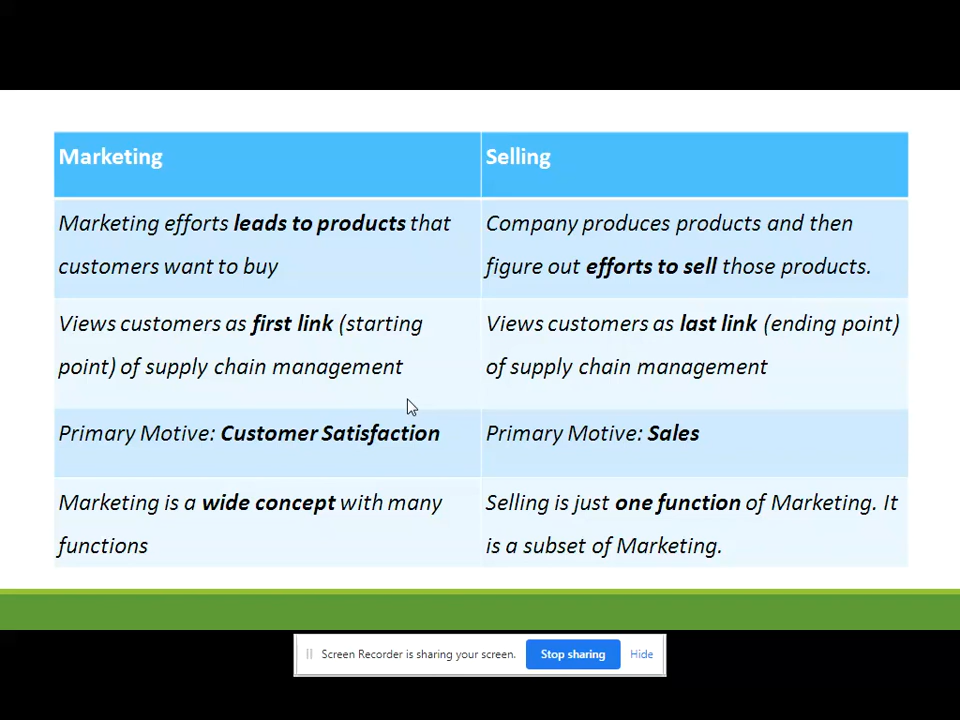 Marketing
Selling
Marketing efforts leads to products that
customers want to buy
Company produces products and then
figure out efforts to sell those products.
Views customers as first link (starting
point) of supply chain management
Views customers as last link (ending point)
of supply chain management
Primary Motive: Customer Satisfaction
Primary Motive: Sales
Marketing is a wide concept with many
functions
Selling is just one function of Marketing. It
is a subset of Marketing.
Screen Recorder is sharing your screen.
Stop sharing
Hide